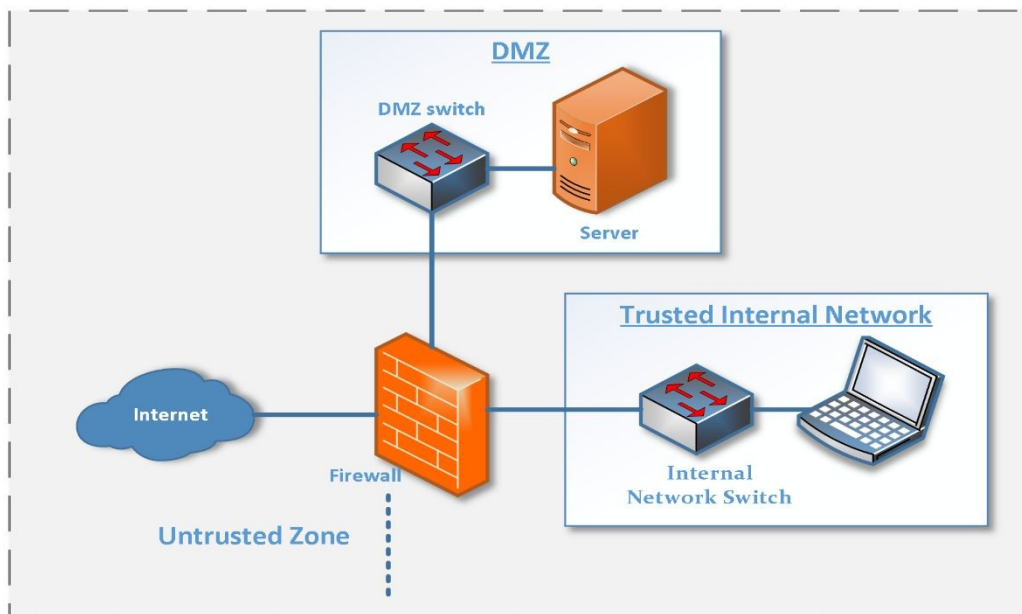 DMZ
DMZ switch
Server
Trusted Internal Network
Internet
Firewall
Internal
Network Switch
Untrusted Zone